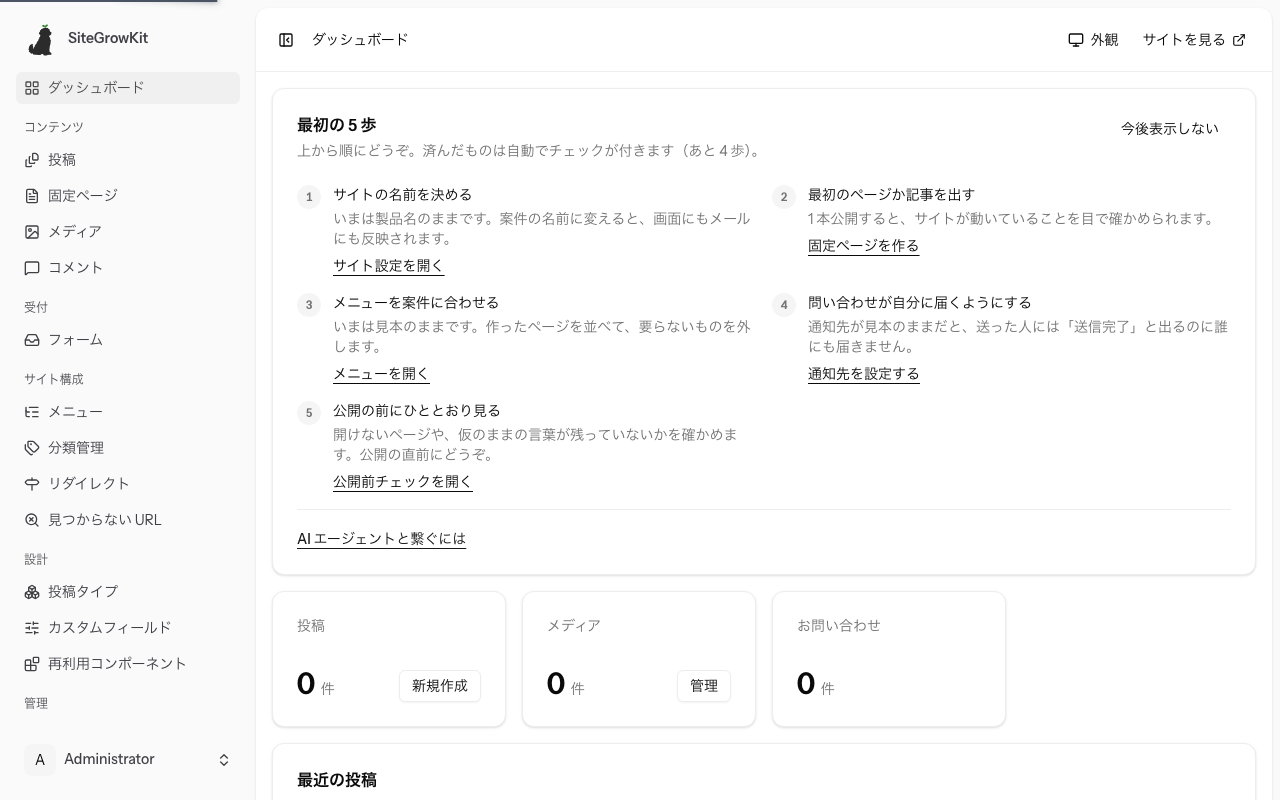 SiteGrowKit
ダッシュボード
コンテンツ
投稿
固定ページ
メディア
コメント
受付
フォーム
サイト構成
メニュー
分類管理
リダイレクト
見つからない URL
設計
投稿タイプ
カスタムフィールド
再利用コンポーネント
管理
A Administrator
ダッシュボード
外観
サイトを見る
最初の 5 歩
今後表示しない
上から順にどうぞ。済んだものは自動でチェックが付きます（あと 4 歩）。
1 サイトの名前を決める
いまは製品名のままです。案件の名前に変えると、画面にもメール
にも反映されます。
サイト設定を開く
2 最初のページか記事を出す
1 本公開すると、サイトが動いていることを目で確かめられます。
固定ページを作る
3 メニューを案件に合わせる
いまは見本のままです。作ったページを並べて、要らないものを外
します。
メニューを開く
4 問い合わせが自分に届くようにする
通知先が見本のままだと、送った人には「送信完了」と出るのに誰
にも届きません。
通知先を設定する
5 公開の前にひととおり見る
開けないページや、仮のままの言葉が残っていないかを確かめま
す。公開の直前にどうぞ。
公開前チェックを開く
AI エージェントと繋ぐには
投稿
0 件
新規作成
メディア
0 件
管理
お問い合わせ
0 件
最近の投稿